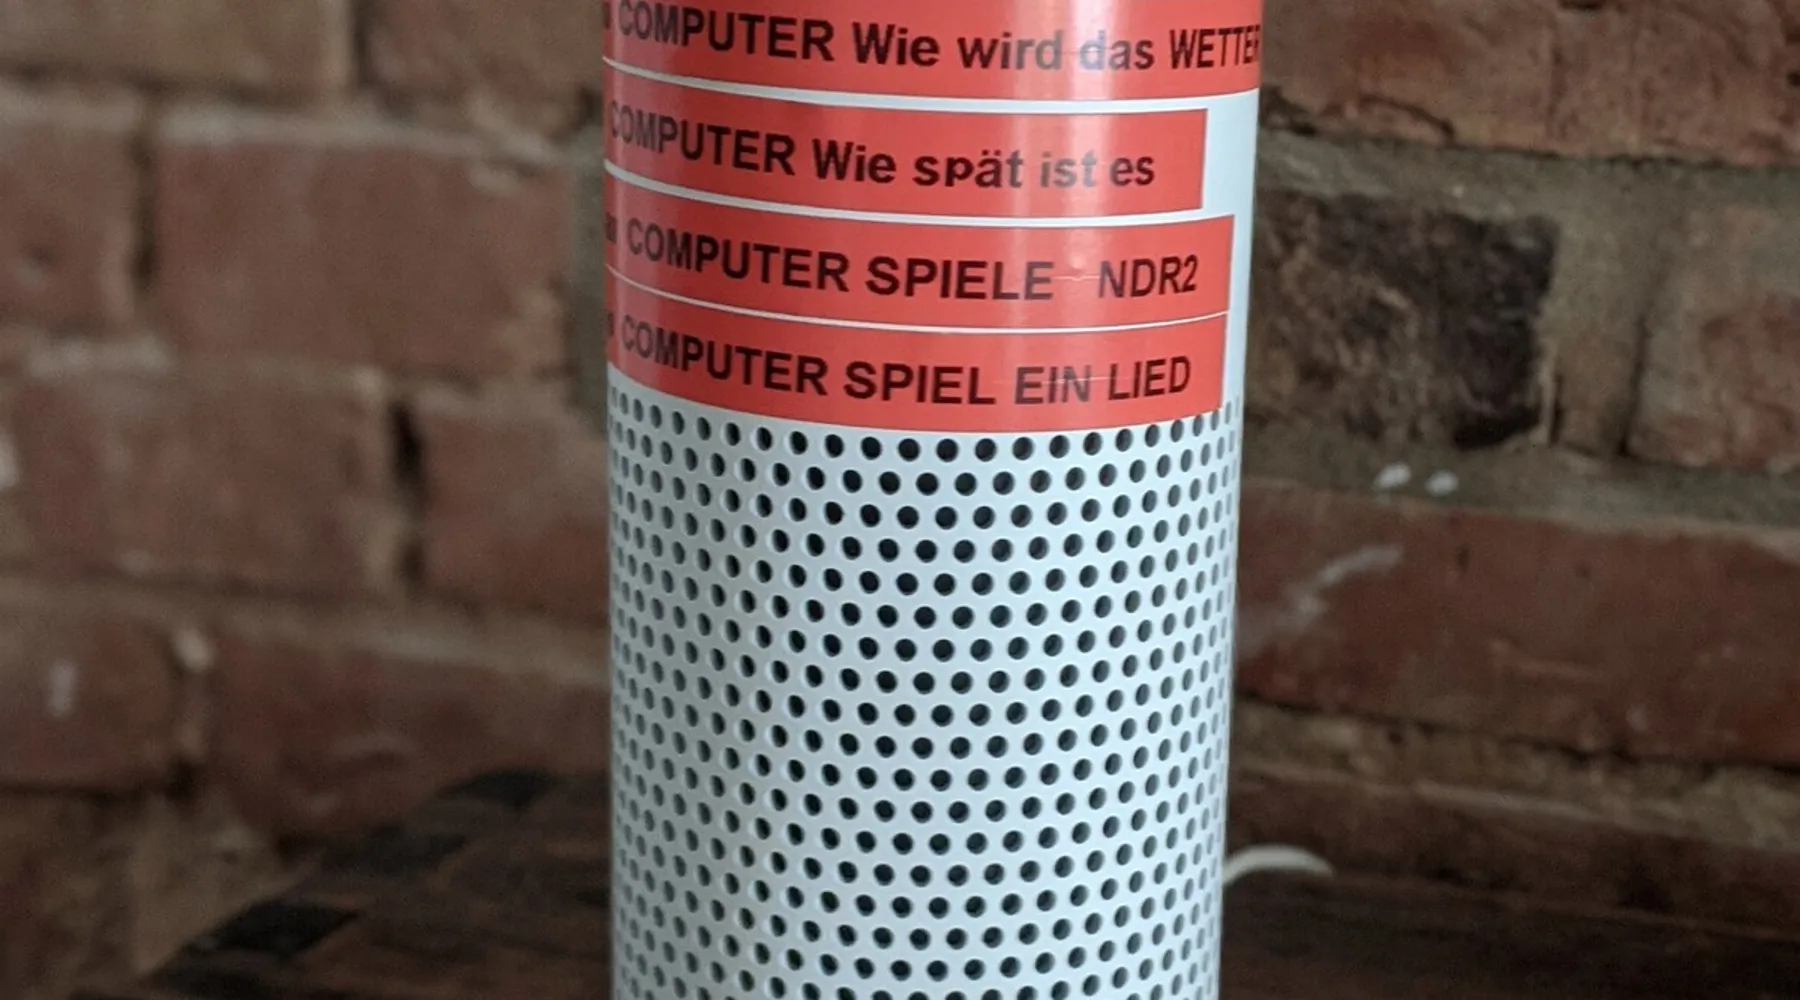 COMPUTER Wie wird das WETTER
COMPUTER Wie spät ist es
COMPUTER SPIELE NDR2
COMPUTER SPIEL EIN LIED